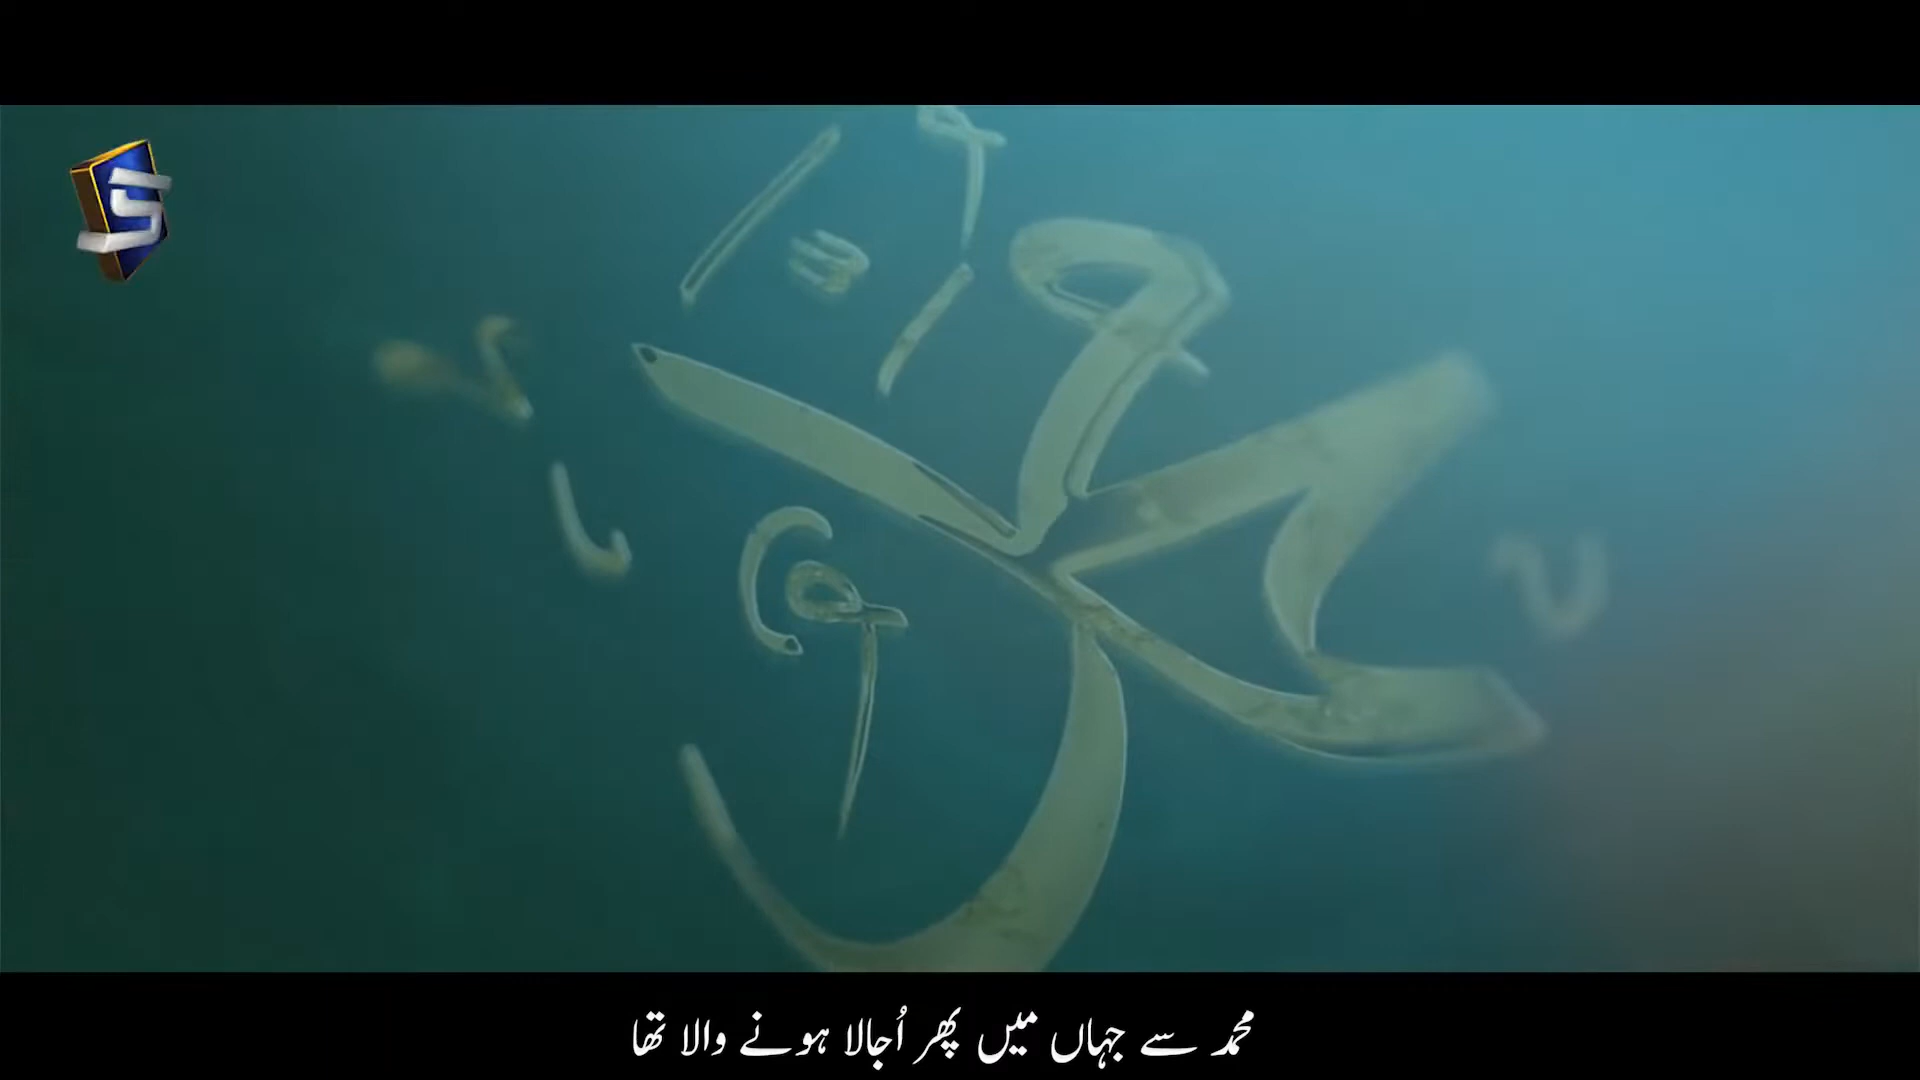 محمد
محمد سے جہاں میں پھر اُجالا ہونے والا تھا